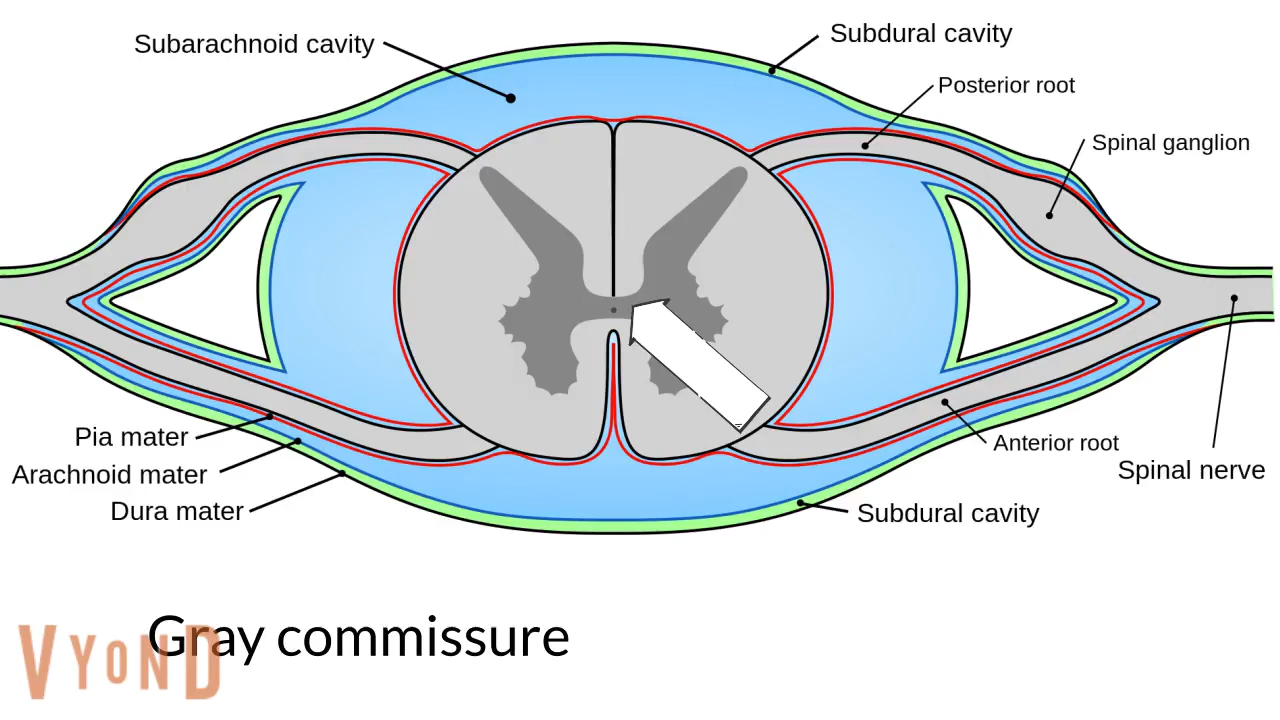 Subarachnoid cavity
Subdural cavity
Posterior root
Spinal ganglion
Pia mater
Arachnoid mater
Dura mater
Anterior root
Spinal nerve
Subdural cavity
Gray commissure
VYOND